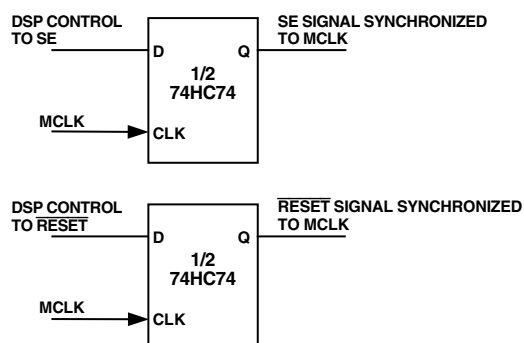 DSP CONTROL
TO SE
SE SIGNAL SYNCHRONIZED
TO MCLK
D
Q
1/2
74HC74
MCLK
CLK
DSP CONTROL
TO RESET
RESET SIGNAL SYNCHRONIZED
TO MCLK
D
Q
1/2
74HC74
MCLK
CLK